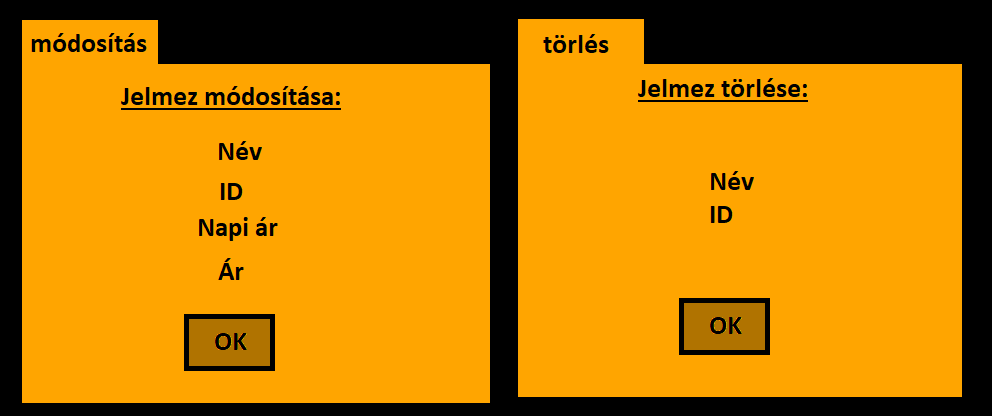 módosítás
Jelmez módosítása:
Név
ID
Napi ár
Ár
OK
törlés
Jelmez törlése:
Név
ID
OK